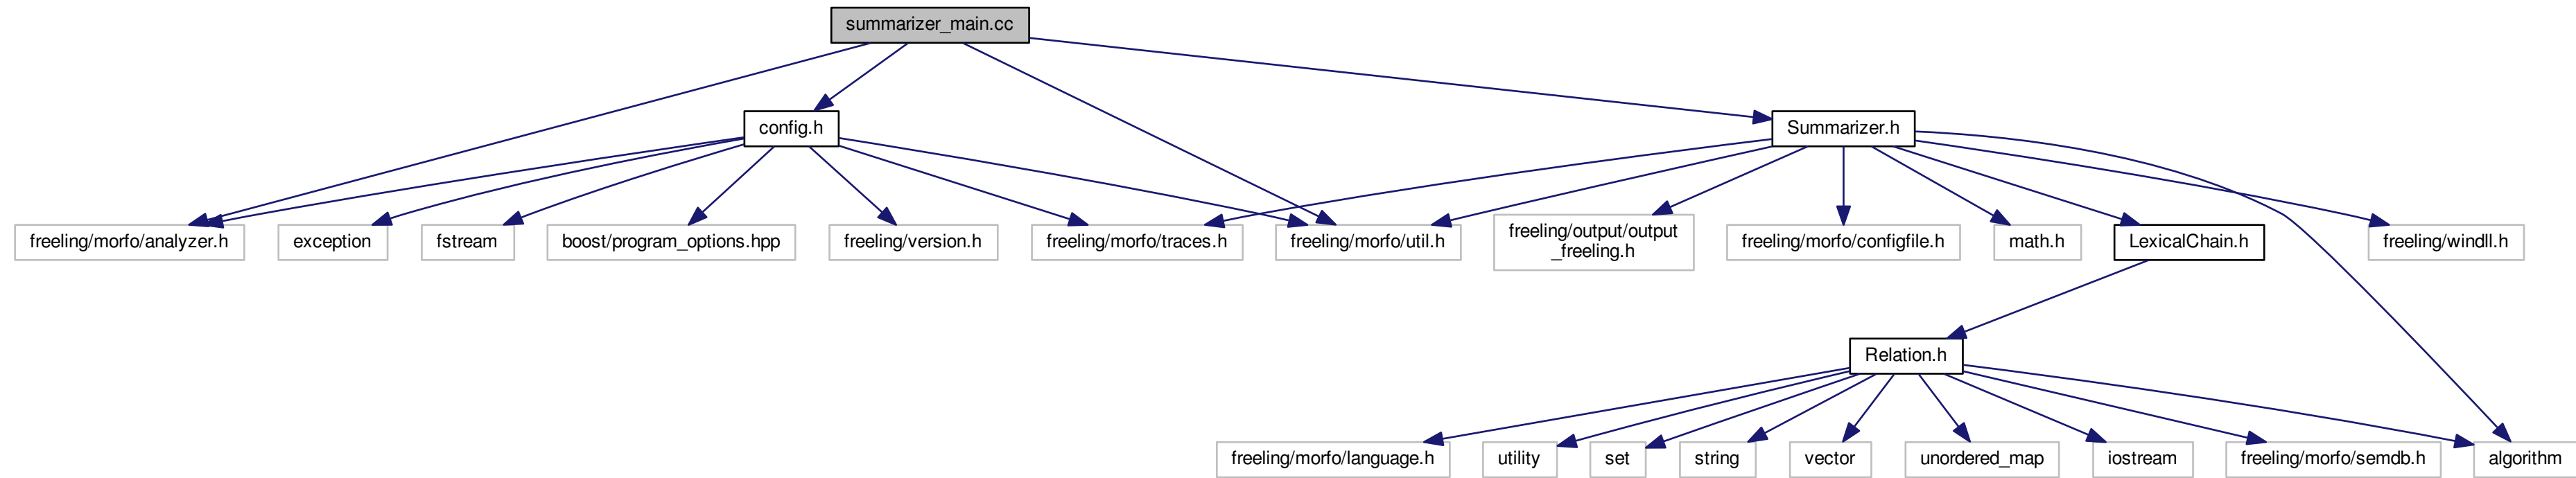 summarizer_main.cc
config.h
Summarizer.h
freeling/morfo/analyzer.h
exception
fstream
boost/program_options.hpp
freeling/version.h
freeling/morfo/traces.h
freeling/morfo/util.h
freeling/output/output
_freeling.h
freeling/morfo/configfile.h
math.h
LexicalChain.h
freeling/windll.h
Relation.h
freeling/morfo/language.h
utility
set
string
vector
unordered_map
iostream
freeling/morfo/semdb.h
algorithm